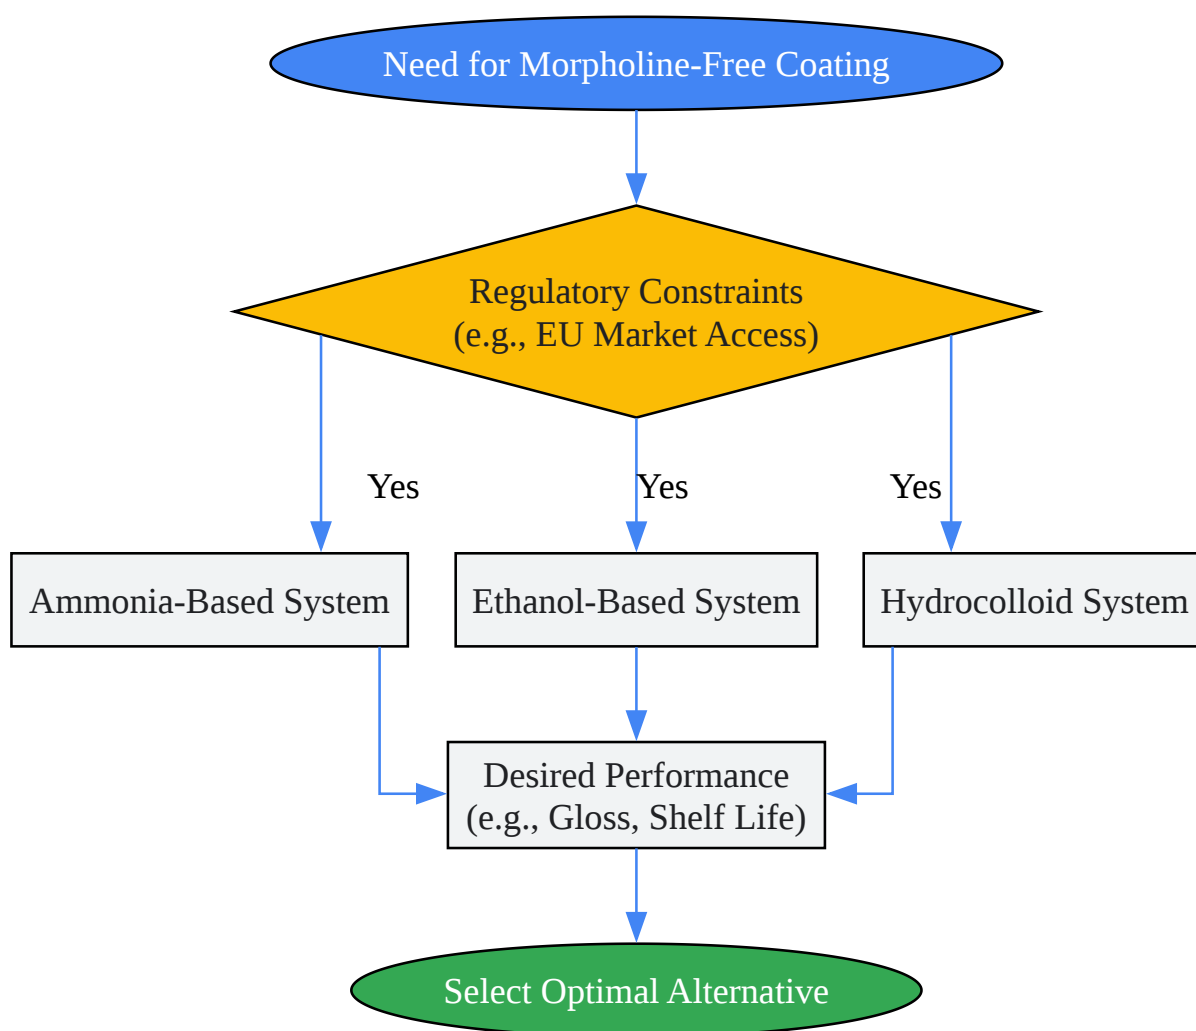 Need for Morpholine-Free Coating
Regulatory Constraints
(e.g., EU Market Access)
Yes
Yes
Yes
Ammonia-Based System
Ethanol-Based System
Hydrocolloid System
Desired Performance
(e.g., Gloss, Shelf Life)
Select Optimal Alternative